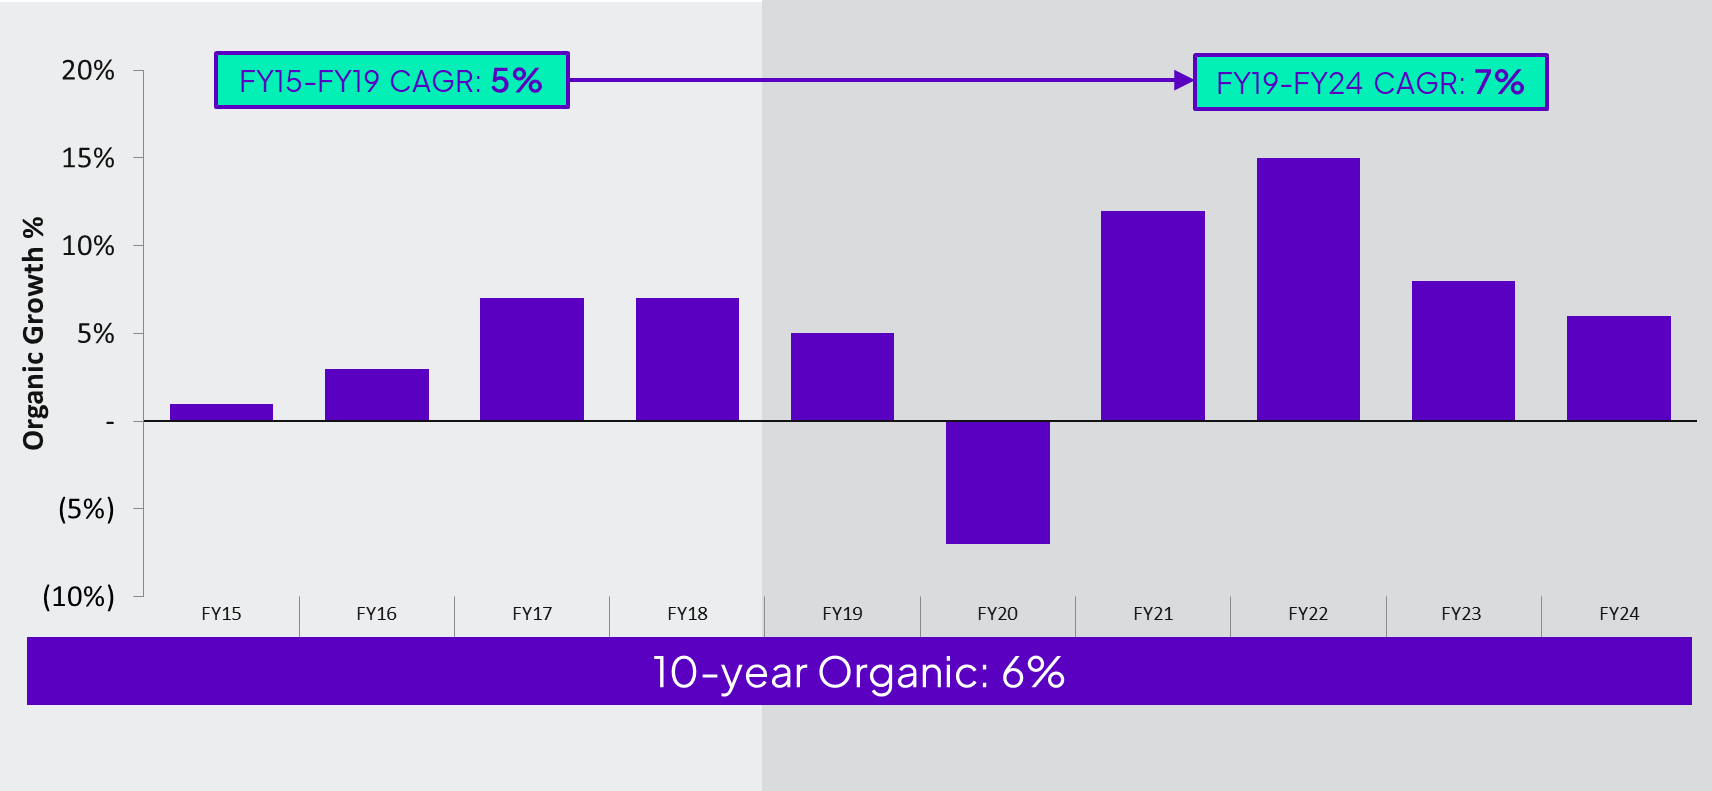 FY15-FY19 CAGR: 5%
FY19-FY24 CAGR: 7%
Organic Growth %
20%
15%
10%
5%
-
(5%)
(10%)
FY15 FY16 FY17 FY18 FY19 FY20 FY21 FY22 FY23 FY24
10-year Organic: 6%